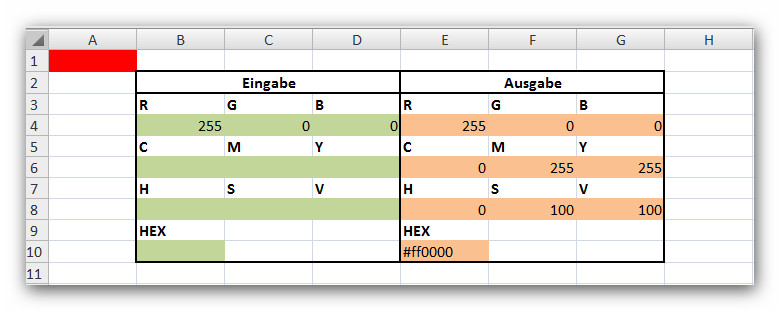 A B C D E F G H
1
2 Eingabe Ausgabe
3 R G B R G B
4 255 0 0 255 0 0
5 C M Y C M Y
6 0 255 255
7 H S V H S V
8 0 100 100
9 HEX HEX
10 #ff0000
11